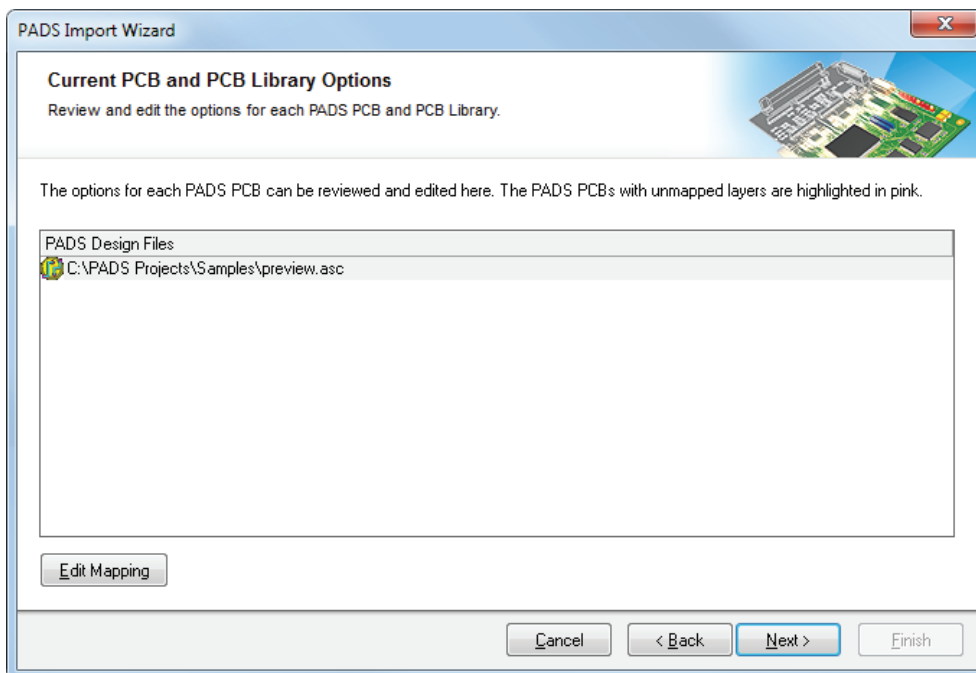 PADS Import Wizard
Current PCB and PCB Library Options
Review and edit the options for each PADS PCB and PCB Library.
The options for each PADS PCB can be reviewed and edited here. The PADS PCBs with unmapped layers are highlighted in pink.
PADS Design Files
C:\PADS Projects\Samples\preview.asc
Edit Mapping
Cancel
< Back
Next >
Finish